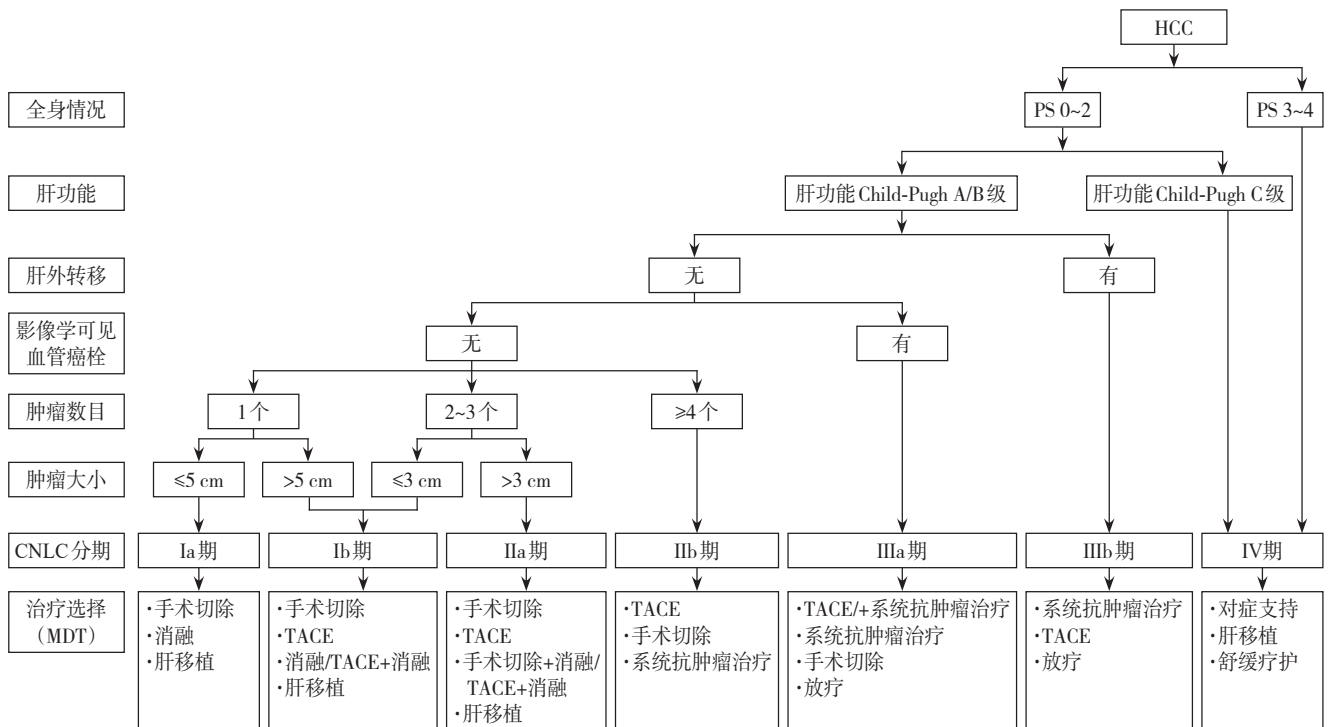 HCC
全身情况
PS 0~2
PS 3~4
肝功能
肝功能Child-Pugh A/B级
肝功能Child-Pugh C级
肝外转移
无
有
影像学可见
血管癌栓
无
有
肿瘤数目
1个
2~3个
≥4个
肿瘤大小
≤5 cm
>5 cm
≤3 cm
>3 cm
CNLC分期
Ia期
Ib期
IIa期
IIb期
IIIa期
IIIb期
IV期
治疗选择
（MDT）
·手术切除
·消融
·肝移植
·手术切除
·TACE
·消融/TACE+消融
·肝移植
·手术切除
·TACE
·手术切除+消融/
TACE+消融
·肝移植
·TACE
·手术切除
·系统抗肿瘤治疗
·TACE/+系统抗肿瘤治疗
·系统抗肿瘤治疗
·手术切除
·放疗
·系统抗肿瘤治疗
·TACE
·放疗
·对症支持
·肝移植
·舒缓疗护